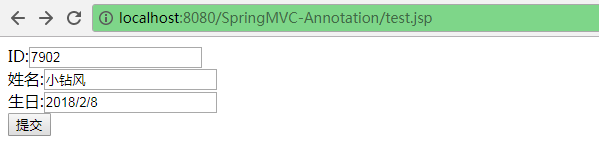 localhost:8080/SpringMVC-Annotation/test.jsp
ID:7902
姓名:小钻风
生日:2018/2/8
提交